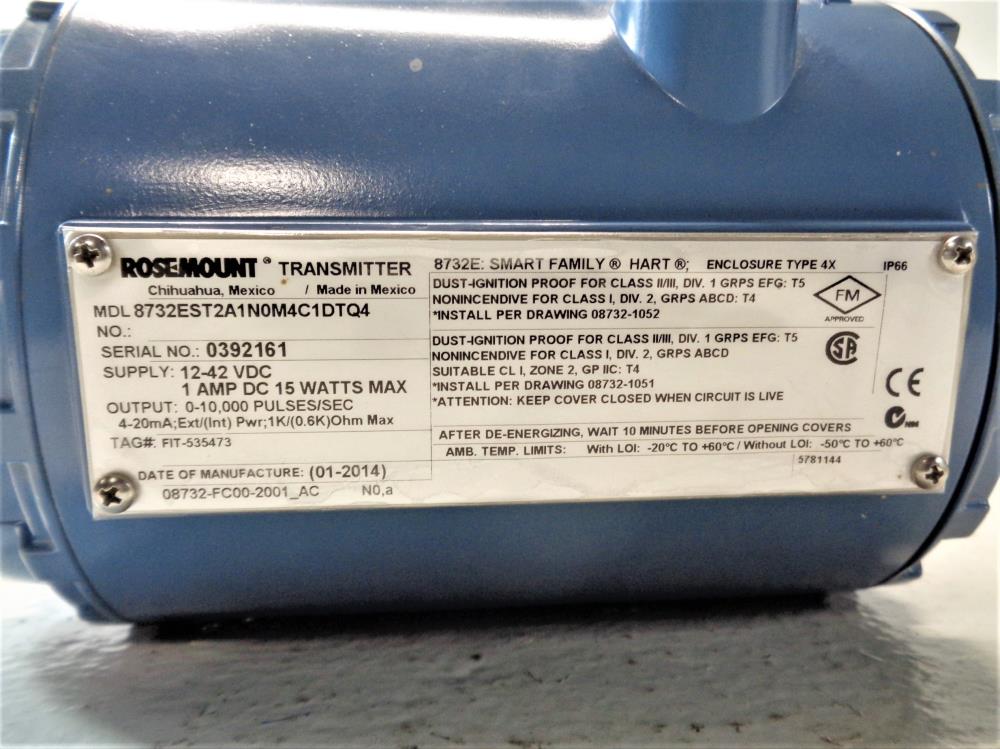 ROSEMOUNT® TRANSMITTER
Chihuahua, Mexico / Made in Mexico
MDL 8732EST2A1N0M4C1DTQ4
NO.:
SERIAL NO.: 0392161
SUPPLY: 12-42 VDC
1 AMP DC 15 WATTS MAX
OUTPUT: 0-10,000 PULSES/SEC
4-20mA;Ext/(Int) Pwr;1K/(0.6K)Ohm Max
TAG#: FIT-535473
DATE OF MANUFACTURE: (01-2014)
08732-FC00-2001_AC N0,a
8732E: SMART FAMILY ® HART ®; ENCLOSURE TYPE 4X IP66
DUST-IGNITION PROOF FOR CLASS II/III, DIV. 1 GRPS EFG: T5
NONINCENDIVE FOR CLASS I, DIV. 2, GRPS ABCD: T4
*INSTALL PER DRAWING 08732-1052
FM
APPROVED
DUST-IGNITION PROOF FOR CLASS II/III, DIV. 1 GRPS EFG: T5
NONINCENDIVE FOR CLASS I, DIV. 2, GRPS ABCD
SUITABLE CL I, ZONE 2, GP IIC: T4
*INSTALL PER DRAWING 08732-1051
*ATTENTION: KEEP COVER CLOSED WHEN CIRCUIT IS LIVE
SA
CE
AFTER DE-ENERGIZING, WAIT 10 MINUTES BEFORE OPENING COVERS
AMB. TEMP. LIMITS: With LOI: -20°C TO +60°C / Without LOI: -50°C TO +60°C
5781144